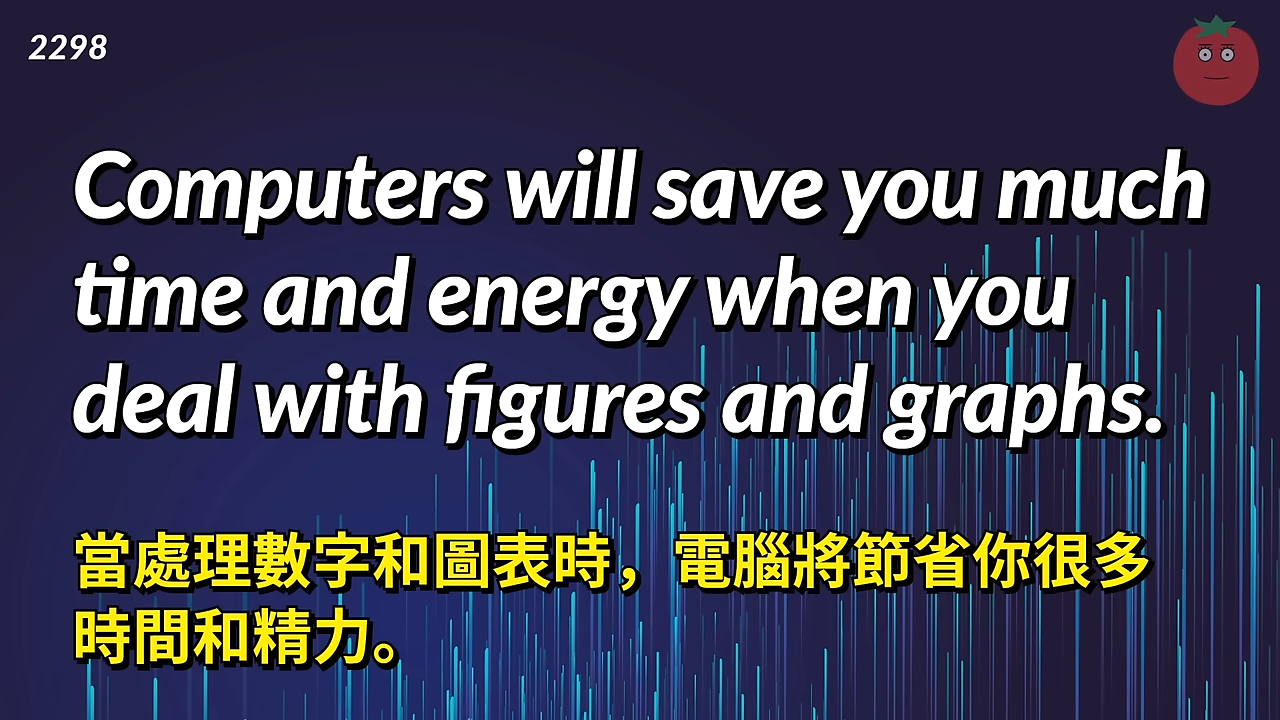 2298
Computers will save you much
time and energy when you
deal with figures and graphs.
當處理數字和圖表時，電腦將節省你很多
時間和精力。